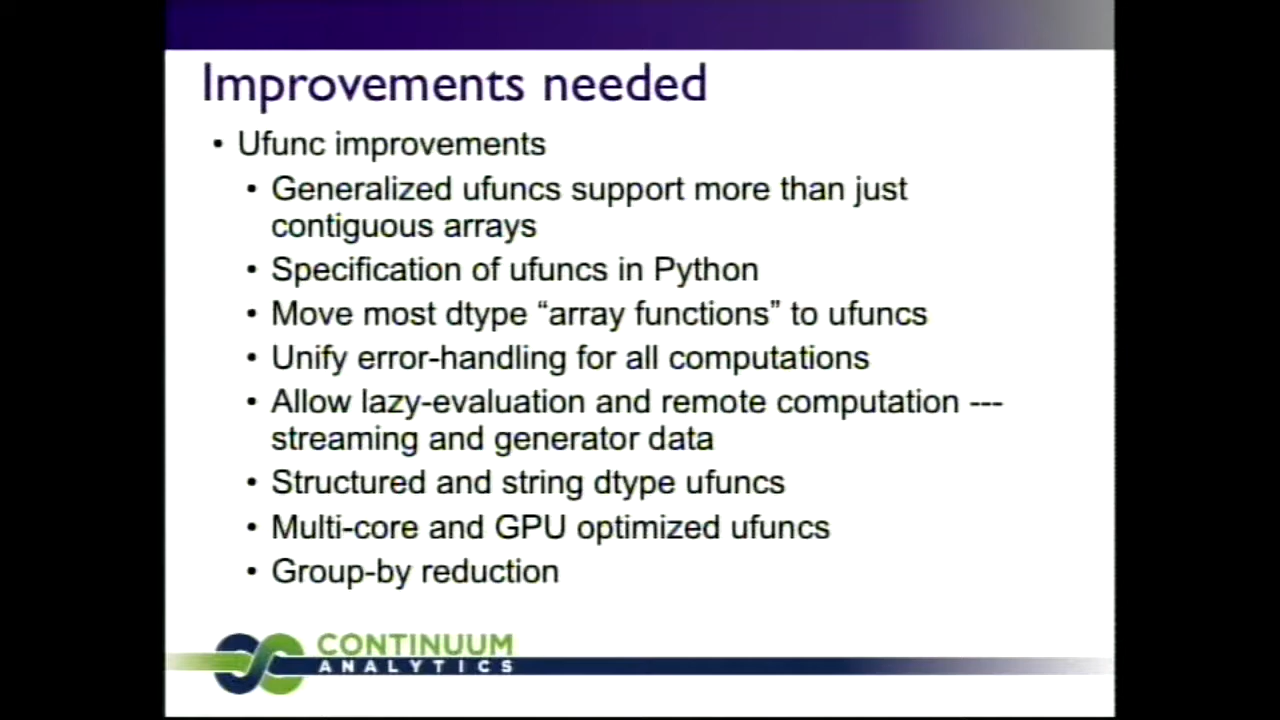 Improvements needed
• Ufunc improvements
• Generalized ufuncs support more than just
contiguous arrays
• Specification of ufuncs in Python
• Move most dtype “array functions” to ufuncs
• Unify error-handling for all computations
• Allow lazy-evaluation and remote computation ---
streaming and generator data
• Structured and string dtype ufuncs
• Multi-core and GPU optimized ufuncs
• Group-by reduction
CONTINUUM
ANALYTICS